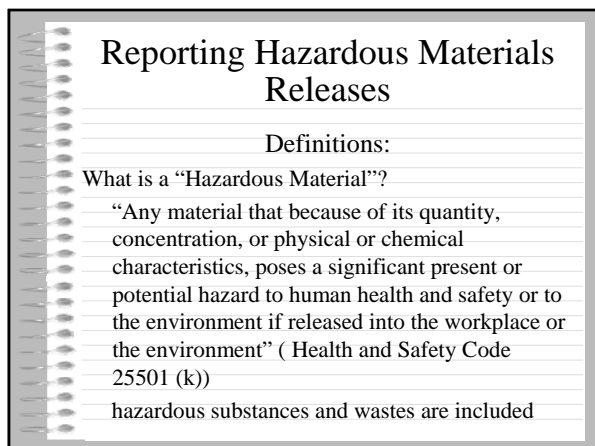 Reporting Hazardous Materials
Releases
Definitions:
What is a “Hazardous Material”?
“Any material that because of its quantity,
concentration, or physical or chemical
characteristics, poses a significant present or
potential hazard to human health and safety or to
the environment if released into the workplace or
the environment” ( Health and Safety Code
25501 (k))
hazardous substances and wastes are included